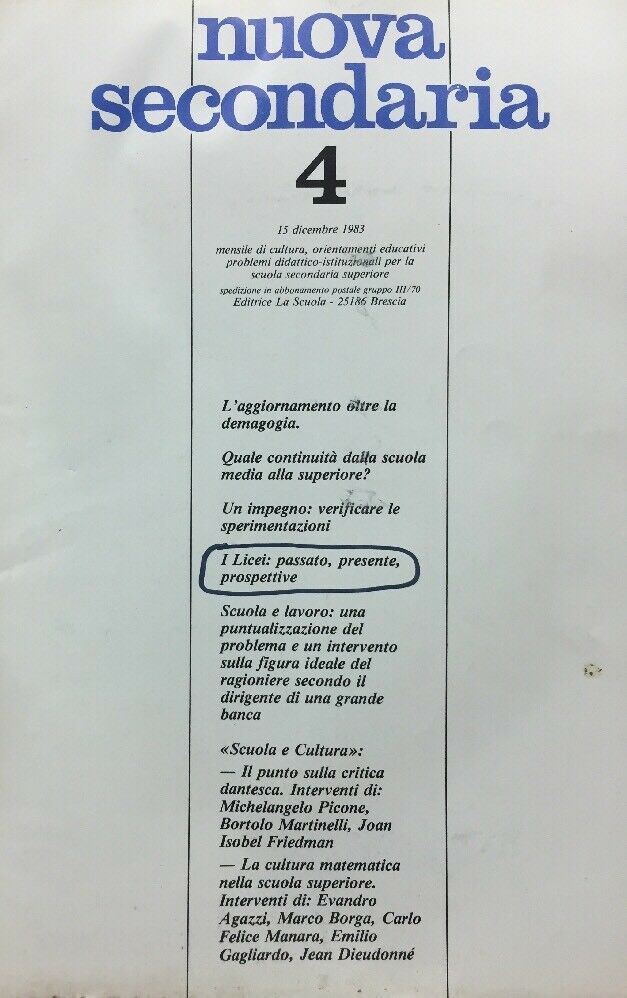 nuova
secondaria
4
15 dicembre 1983
mensile di cultura, orientamenti educativi
problemi didattico-istituzionali per la
scuola secondaria superiore
spedizione in abbonamento postale gruppo III/70
Editrice La Scuola - 25186 Brescia
L'aggiornamento oltre la
demagogia.
Quale continuità dalla scuola
media alla superiore?
Un impegno: verificare le
sperimentazioni
I Licei: passato, presente,
prospettive
Scuola e lavoro: una
puntualizzazione del
problema e un intervento
sulla figura ideale del
ragioniere secondo il
dirigente di una grande
banca
«Scuola e Cultura»:
— Il punto sulla critica
dantesca. Interventi di:
Michelangelo Picone,
Bortolo Martinelli, Joan
Isobel Friedman
— La cultura matematica
nella scuola superiore.
Interventi di: Evandro
Agazzi, Marco Borga, Carlo
Felice Manara, Emilio
Gagliardo, Jean Dieudonné